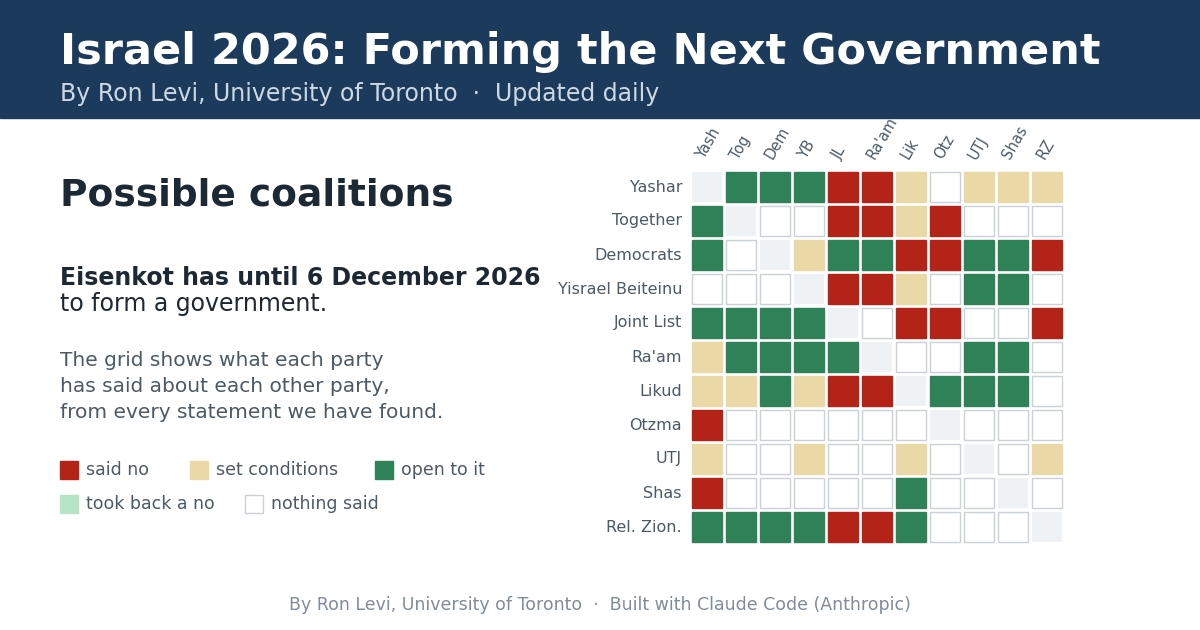 Israel 2026: Forming the Next Government
By Ron Levi, University of Toronto · Updated daily
Possible coalitions
Eisenkot has until 6 December 2026
to form a government.
The grid shows what each party
has said about each other party,
from every statement we have found.
said no set conditions open to it
took back a no nothing said
Yash Tog Dem YB JL Ra'am Lik Otz UTJ Shas RZ
Yashar
Together
Democrats
Yisrael Beiteinu
Joint List
Ra'am
Likud
Otzma
UTJ
Shas
Rel. Zion.
By Ron Levi, University of Toronto · Built with Claude Code (Anthropic)